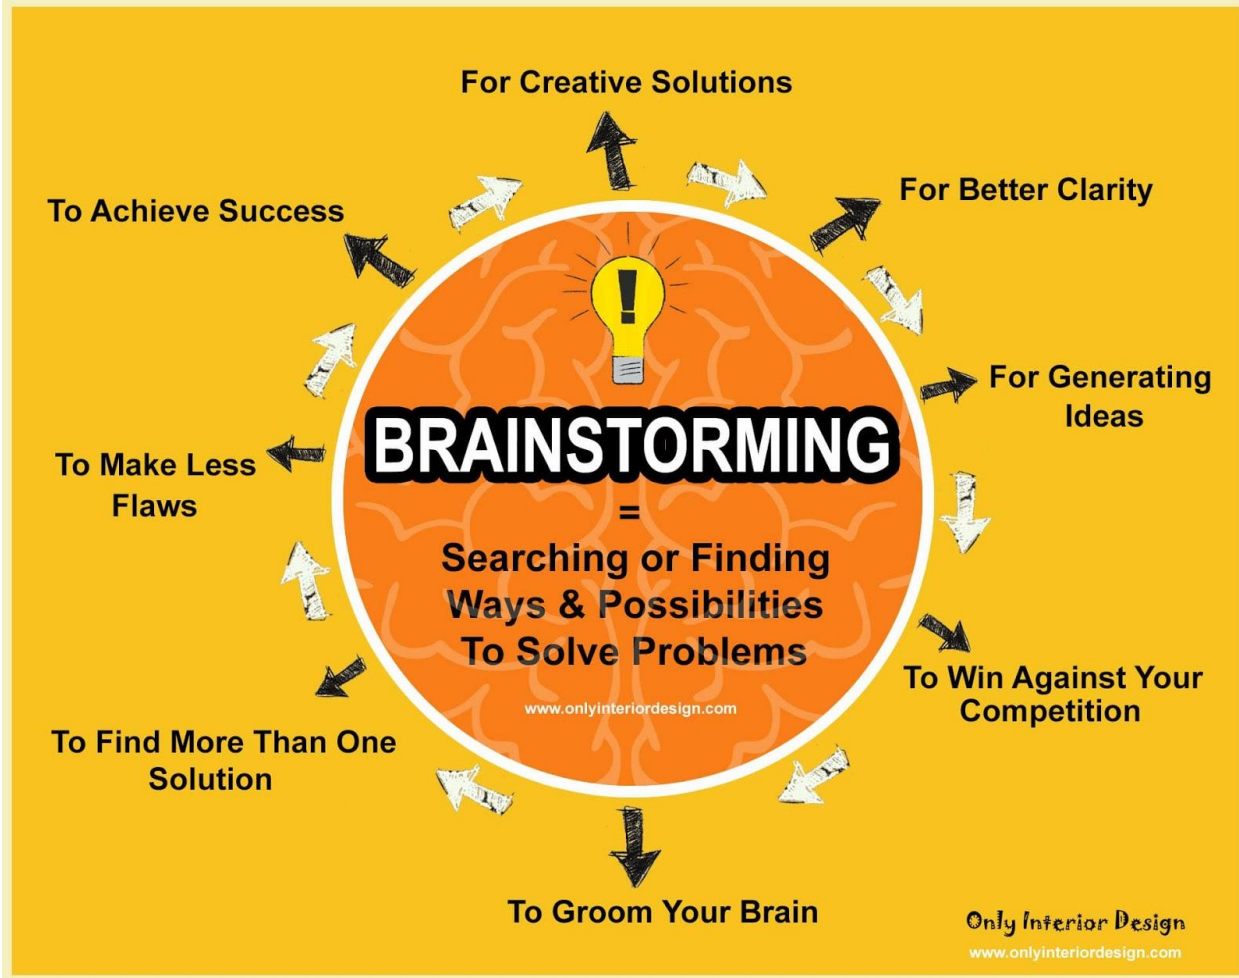 For Creative Solutions
For Better Clarity
For Generating
Ideas
To Win Against Your
Competition
To Groom Your Brain
To Find More Than One
Solution
To Make Less
Flaws
To Achieve Success
!
BRAINSTORMING
=
Searching or Finding
Ways & Possibilities
To Solve Problems
www.onlyinteriordesign.com
Only Interior Design
www.onlyinteriordesign.com